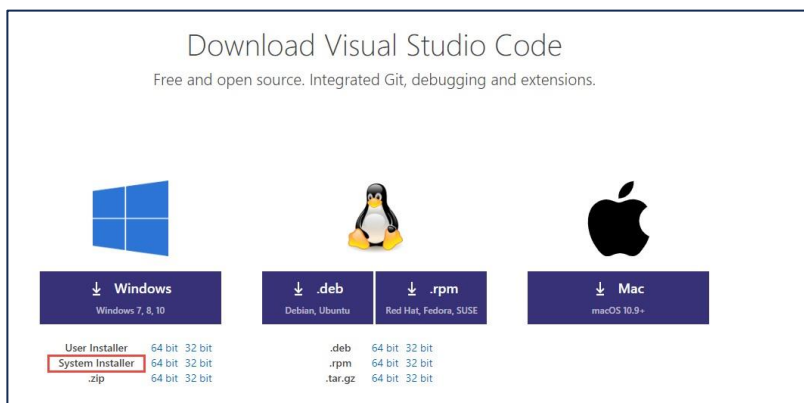 Download Visual Studio Code
Free and open source. Integrated Git, debugging and extensions.
Windows
Windows 7, 8, 10
User Installer 64 bit 32 bit
System Installer 64 bit 32 bit
.zip 64 bit 32 bit
.deb
Debian, Ubuntu
.rpm
Red Hat, Fedora, SUSE
.deb 64 bit 32 bit
.rpm 64 bit 32 bit
.tar.gz 64 bit 32 bit
Mac
macOS 10.9+